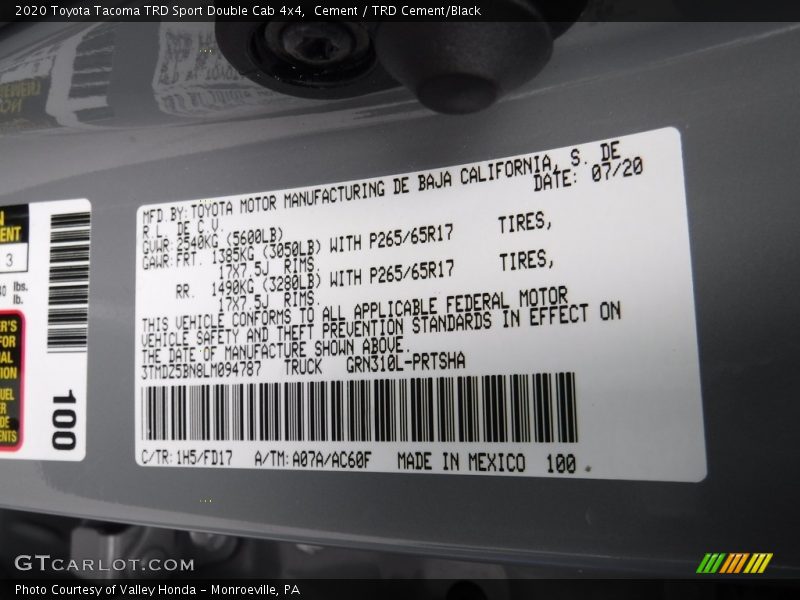 2020 Toyota Tacoma TRD Sport Double Cab 4x4,  Cement / TRD Cement/Black
MFD.BY:TOYOTA MOTOR MANUFACTURING DE BAJA CALIFORNIA, S. DE
R.L. DE C.V.
DATE: 07/20
GVWR:2540KG (5600LB)
GAWR:FRT. 1385KG (3050LB) WITH P265/65R17 TIRES,
17X7.5J RIMS.
RR. 1490KG (3280LB) WITH P265/65R17 TIRES,
17X7.5J RIMS.
THIS VEHICLE CONFORMS TO ALL APPLICABLE FEDERAL MOTOR
VEHICLE SAFETY AND THEFT PREVENTION STANDARDS IN EFFECT ON
THE DATE OF MANUFACTURE SHOWN ABOVE.
3TMDZ5BN8LM094787 TRUCK GRN310L-PRTSHA
C/TR:1H5/FD17 A/TM:A07A/AC60F MADE IN MEXICO 100
3
lbs.
lb.
100
GTCARLOT.COM
Photo Courtesy of Valley Honda - Monroeville, PA